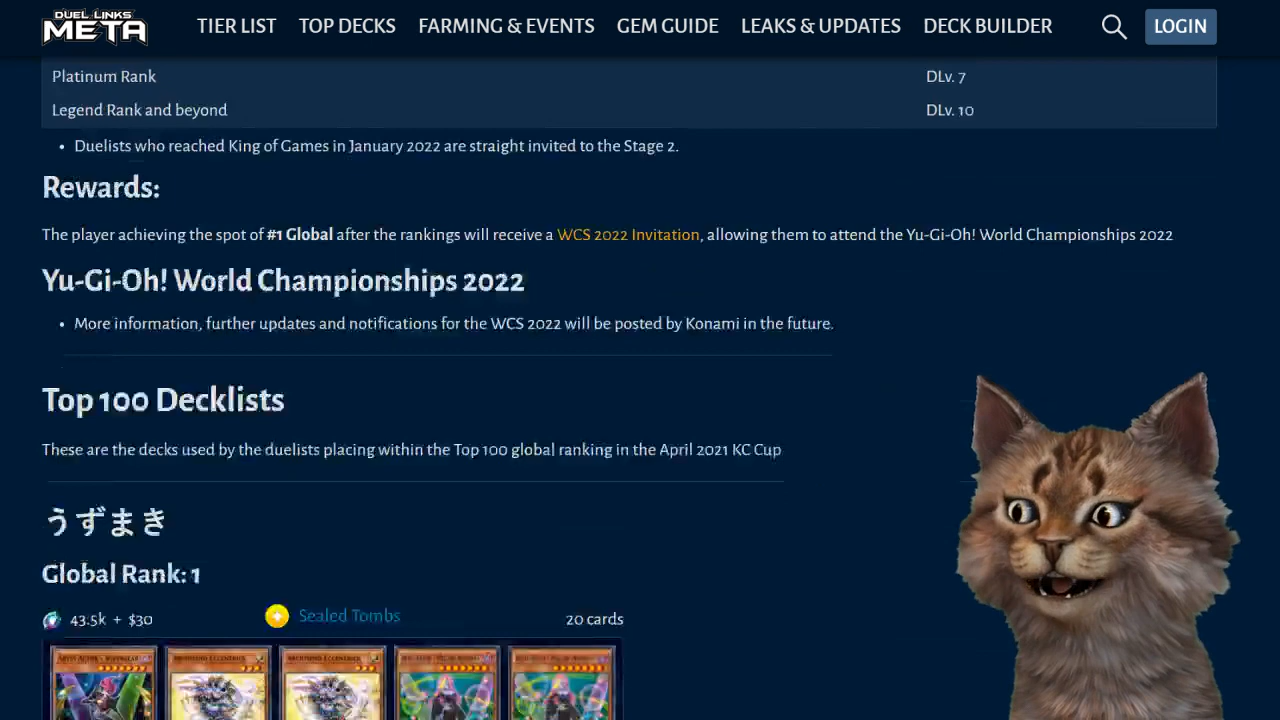 DUEL LINKS
META
TIER LIST TOP DECKS FARMING & EVENTS GEM GUIDE LEAKS & UPDATES DECK BUILDER LOGIN
Platinum Rank DLv. 7
Legend Rank and beyond DLv. 10
• Duelists who reached King of Games in January 2022 are straight invited to the Stage 2.
Rewards:
The player achieving the spot of #1 Global after the rankings will receive a WCS 2022 Invitation, allowing them to attend the Yu-Gi-Oh! World Championships 2022
Yu-Gi-Oh! World Championships 2022
• More information, further updates and notifications for the WCS 2022 will be posted by Konami in the future.
Top 100 Decklists
These are the decks used by the duelists placing within the Top 100 global ranking in the April 2021 KC Cup
うずまき
Global Rank: 1
43.5k + $30 Sealed Tombs 20 cards